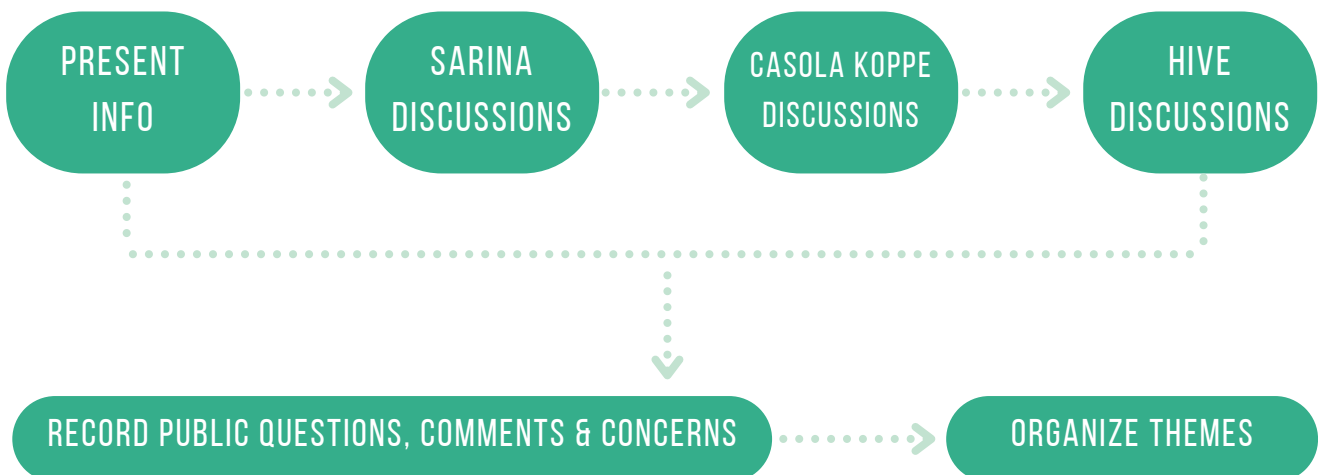 PRESENT
INFO
SARINA
DISCUSSIONS
CASOLA KOPPE
DISCUSSIONS
HIVE
DISCUSSIONS
RECORD PUBLIC QUESTIONS, COMMENTS & CONCERNS
ORGANIZE THEMES